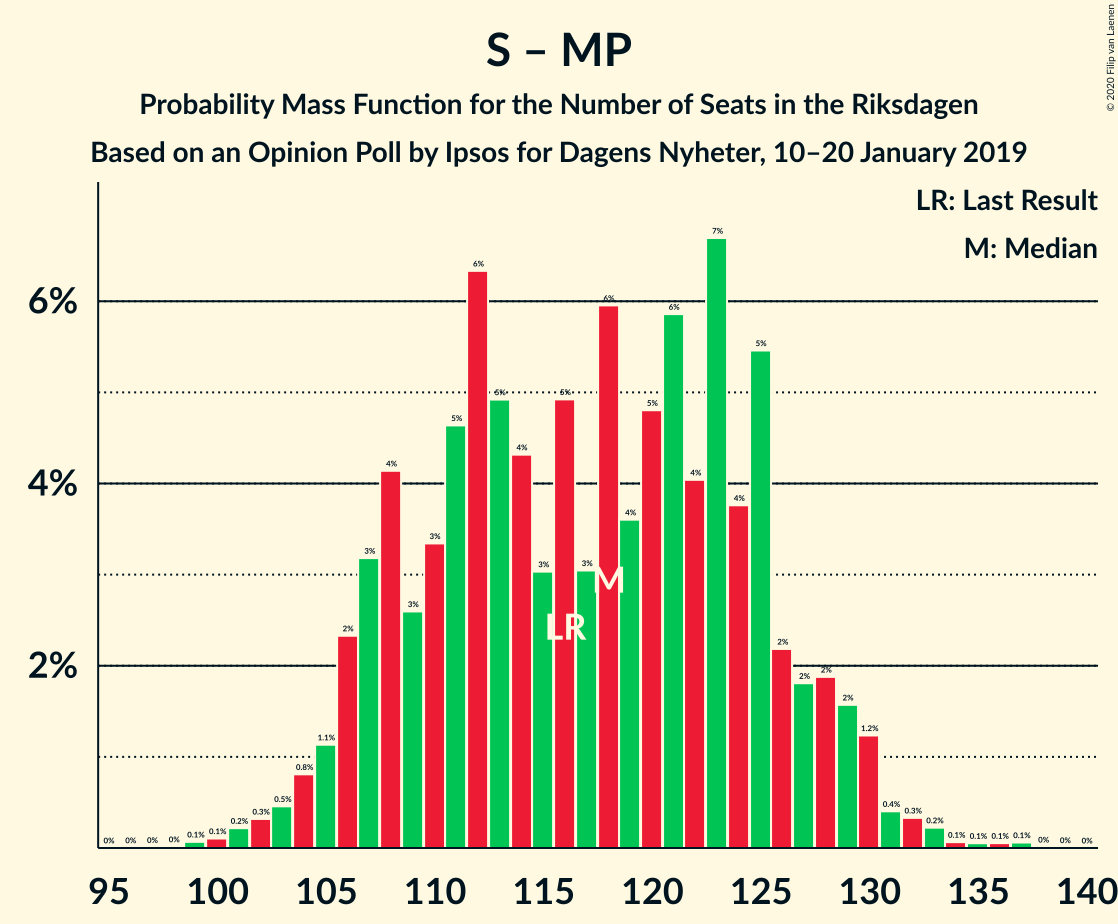 S – MP
Probability Mass Function for the Number of Seats in the Riksdagen
Based on an Opinion Poll by Ipsos for Dagens Nyheter, 10–20 January 2019
© 2020 Filip van Laenen
LR: Last Result
M: Median
6%
4%
2%
0% 0% 0% 0% 0.1% 0.1% 0.2% 0.3% 0.5% 0.8% 1.1% 2% 3% 4% 3% 3% 5% 6% 5% 4% 3% 5% 3% 6% 4% 5% 6% 4% 7% 4% 5% 2% 2% 2% 2% 1.2% 0.4% 0.3% 0.2% 0.1% 0.1% 0.1% 0.1% 0% 0% 0%
M
LR
95 100 105 110 115 120 125 130 135 140